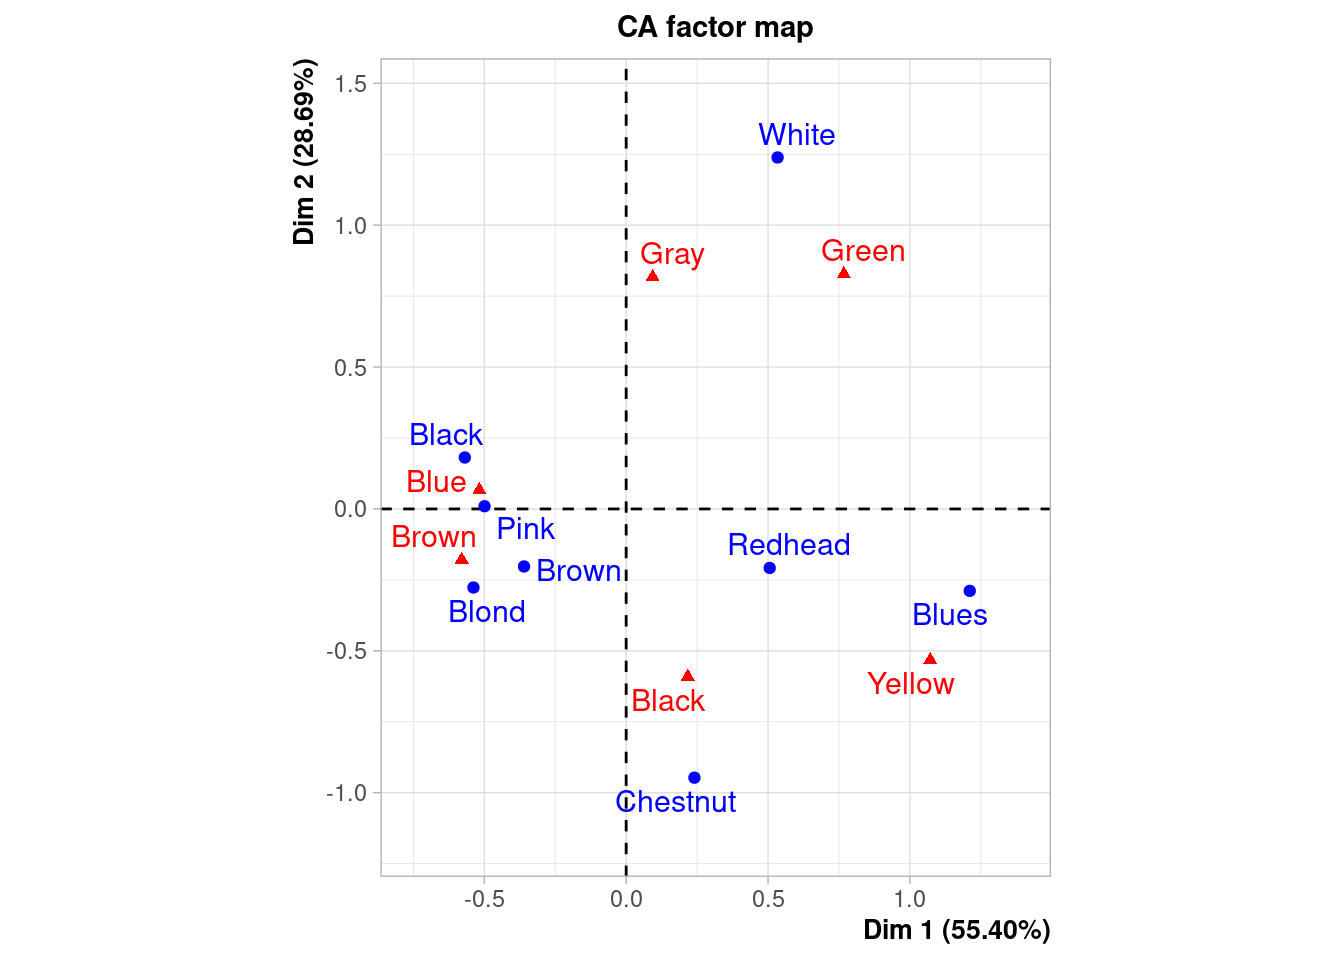 CA factor map
Dim 2 (28.69%)
1.5
1.0
0.5
0.0
-0.5
-1.0
White
Gray
Green
Black
Blue
Pink
Brown
Brown
Blond
Redhead
Blues
Yellow
Black
Chestnut
-0.5
0.0
0.5
1.0
Dim 1 (55.40%)